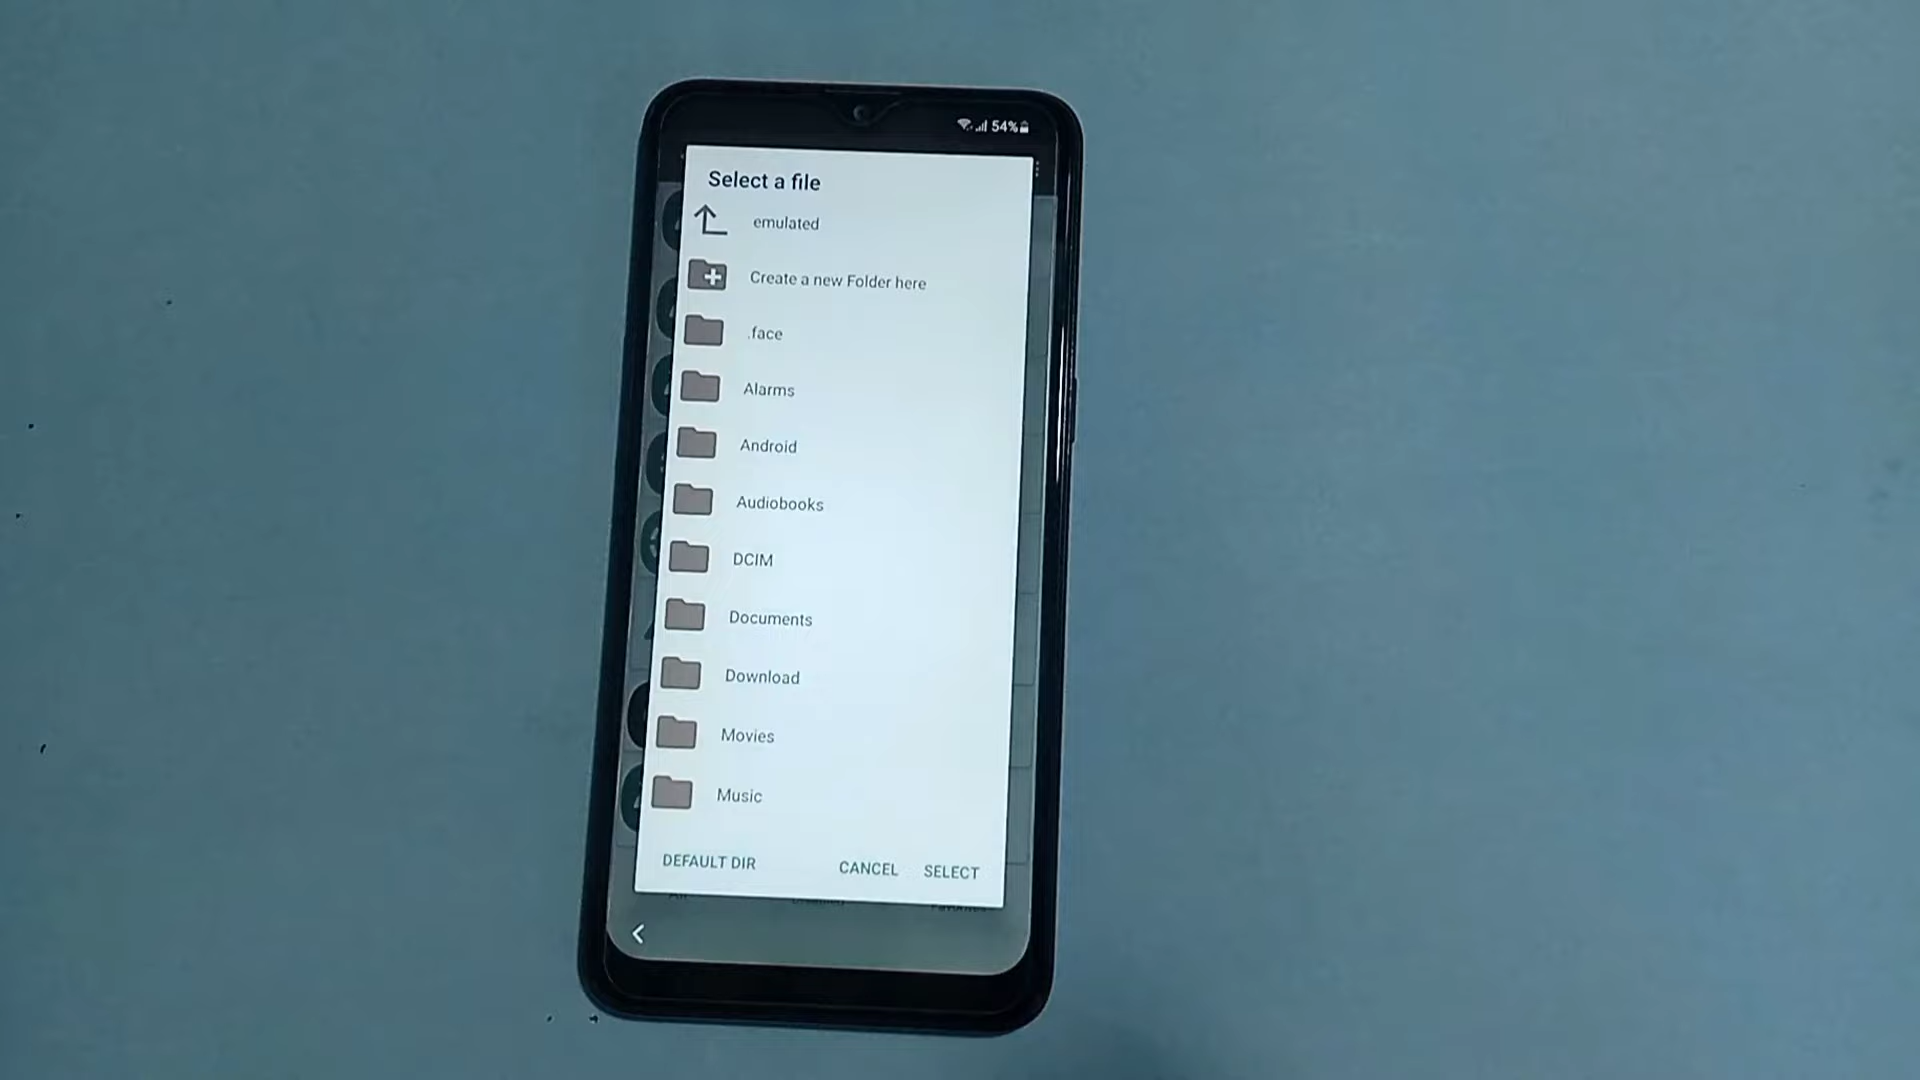 54%
Select a file
emulated
Create a new Folder here
.face
Alarms
Android
Audiobooks
DCIM
Documents
Download
Movies
Music
DEFAULT DIR CANCEL SELECT